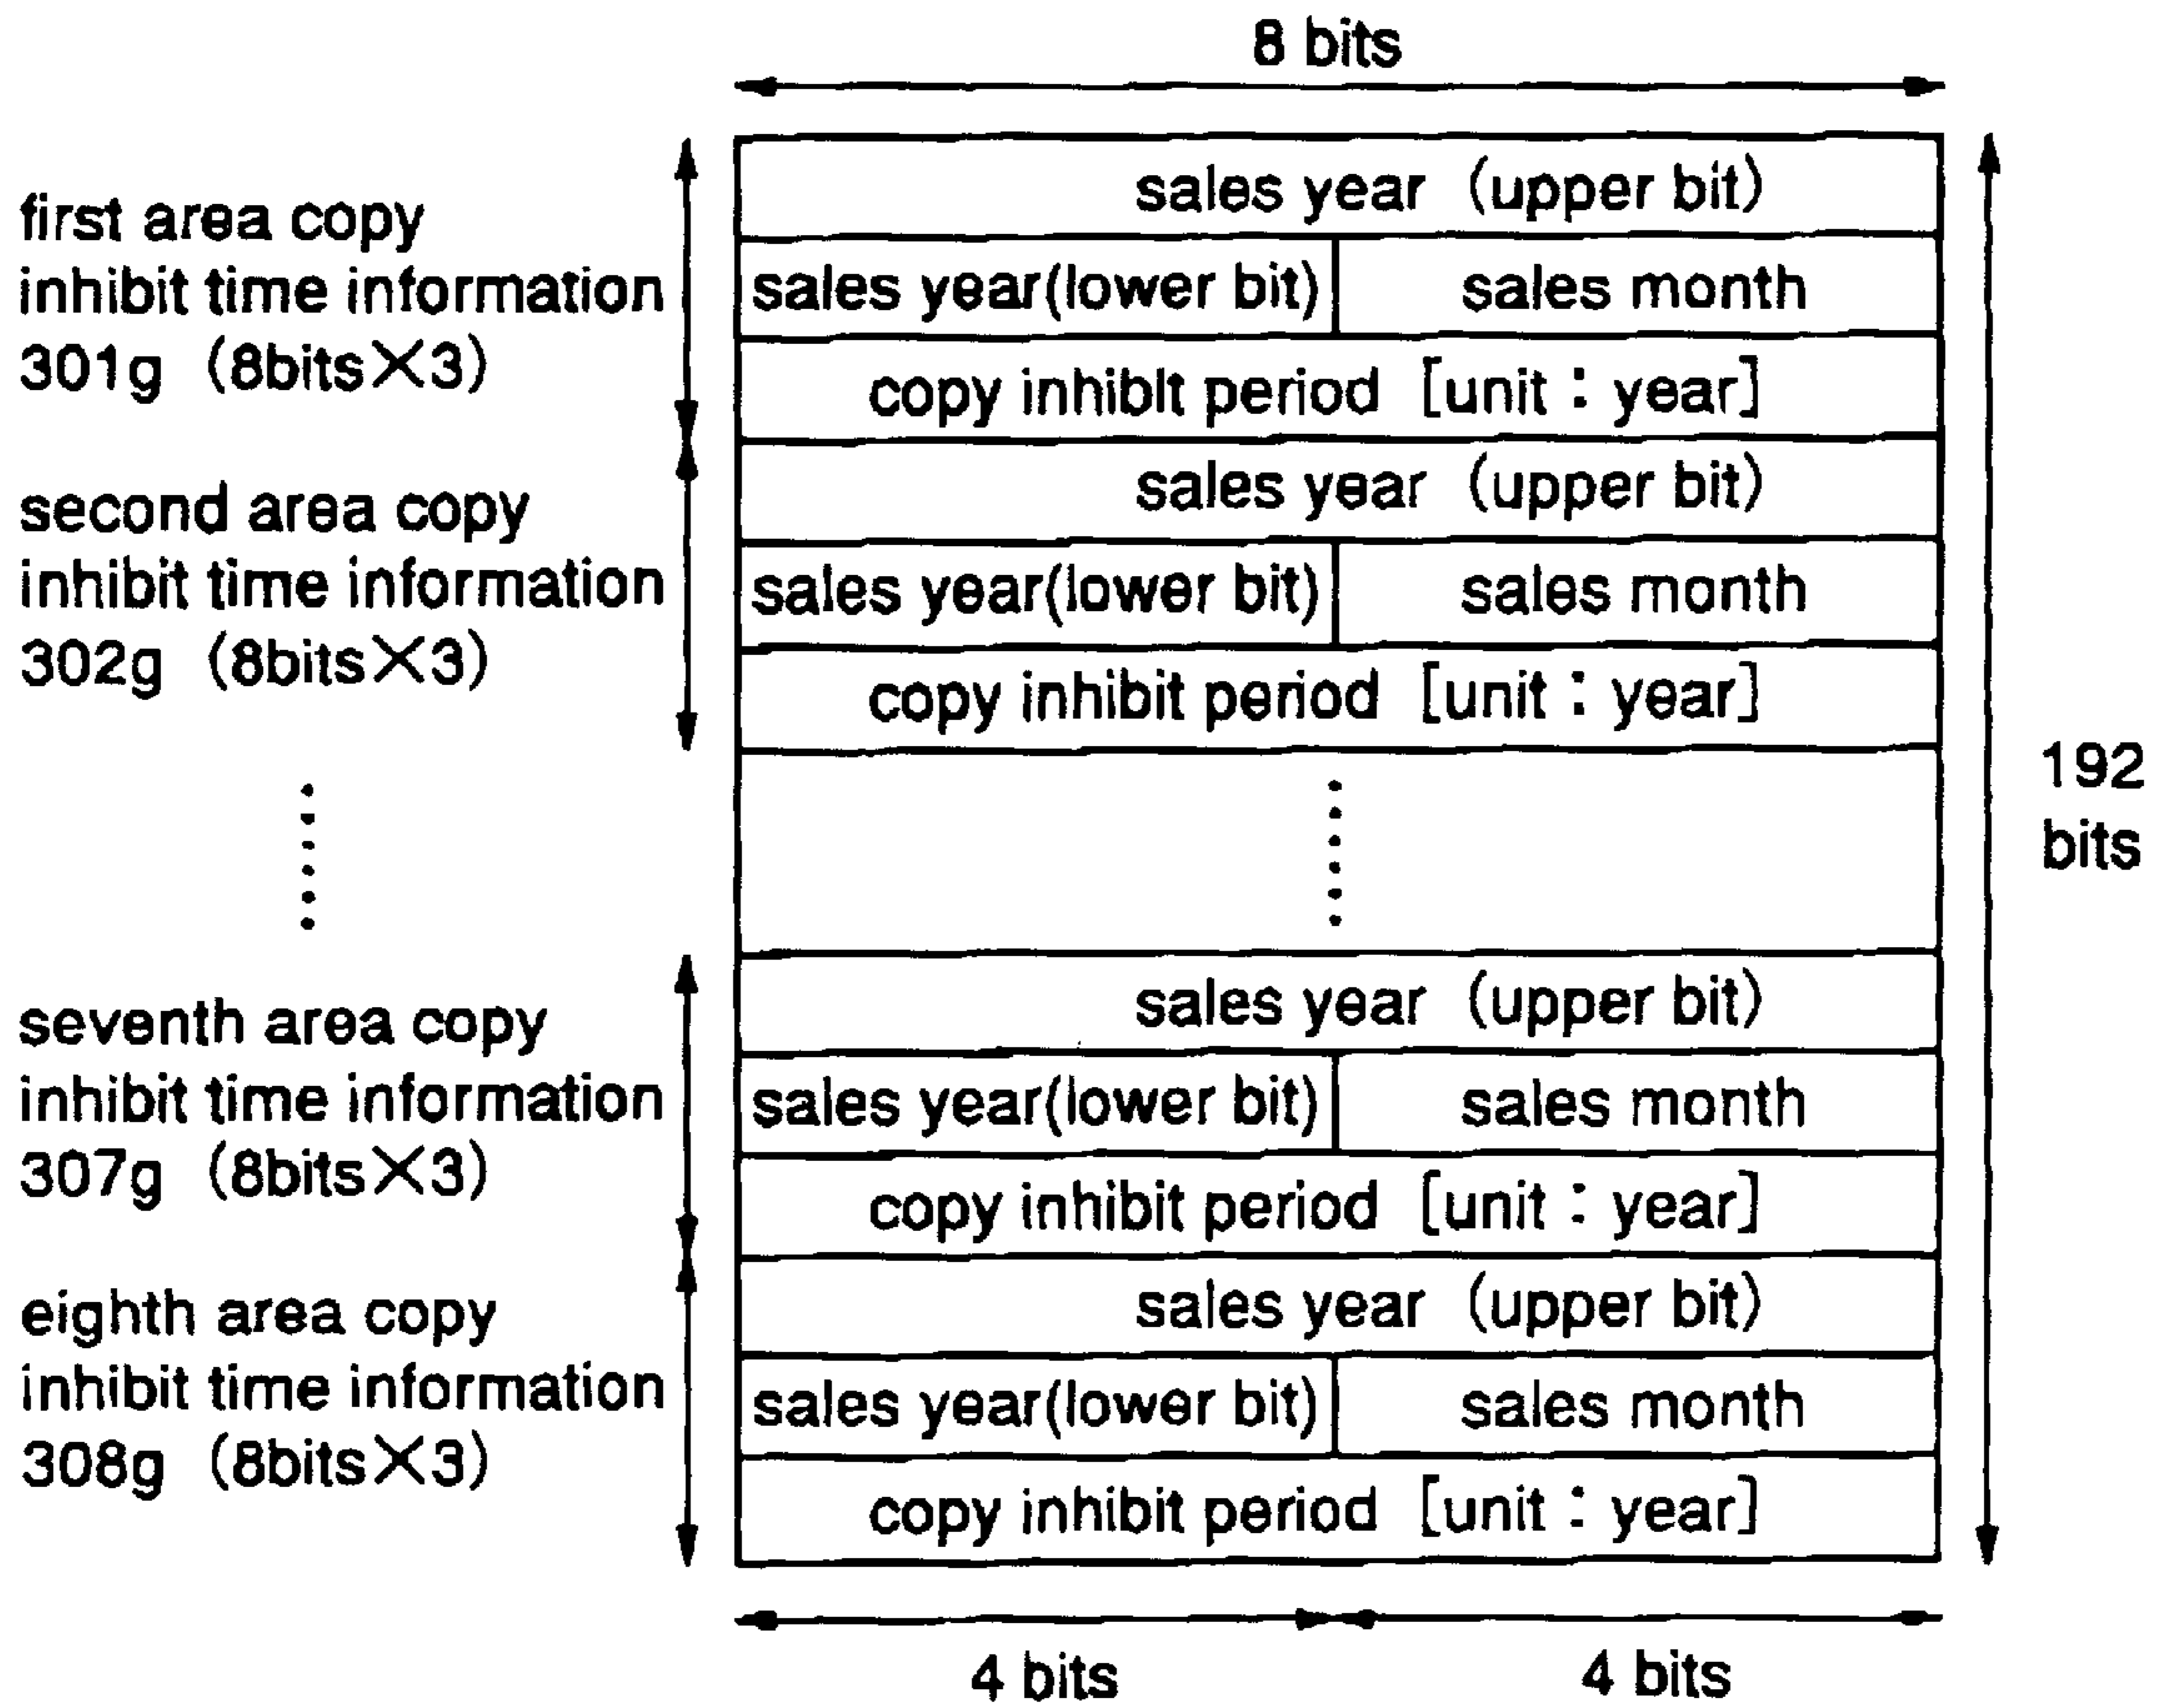 8 bits
first area copy
inhibit time information
301g (8bits×3)
sales year (upper bit)
sales year(lower bit) sales month
copy inhibit period [unit : year]
second area copy
inhibit time information
302g (8bits×3)
sales year (upper bit)
sales year(lower bit) sales month
copy inhibit period [unit : year]
192
bits
seventh area copy
inhibit time information
307g (8bits×3)
sales year (upper bit)
sales year(lower bit) sales month
copy inhibit period [unit : year]
eighth area copy
inhibit time information
308g (8bits×3)
sales year (upper bit)
sales year(lower bit) sales month
copy inhibit period [unit : year]
4 bits 4 bits